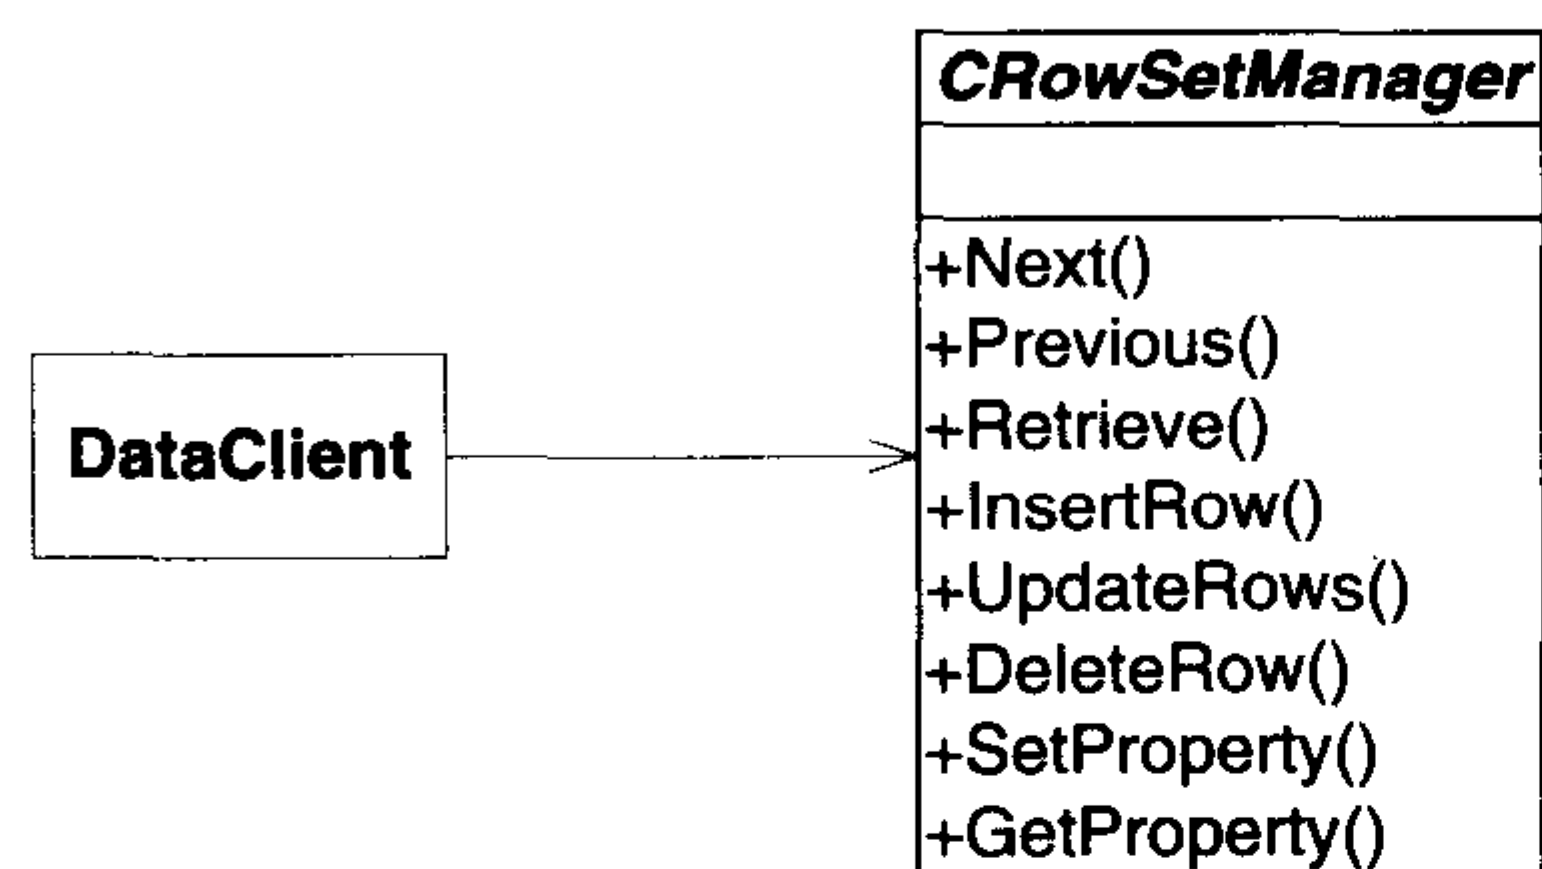 CRowSetManager
+Next()
+Previous()
+Retrieve()
DataClient
+InsertRow()
+UpdateRows()
+DeleteRow()
+SetProperty()
+GetProperty()